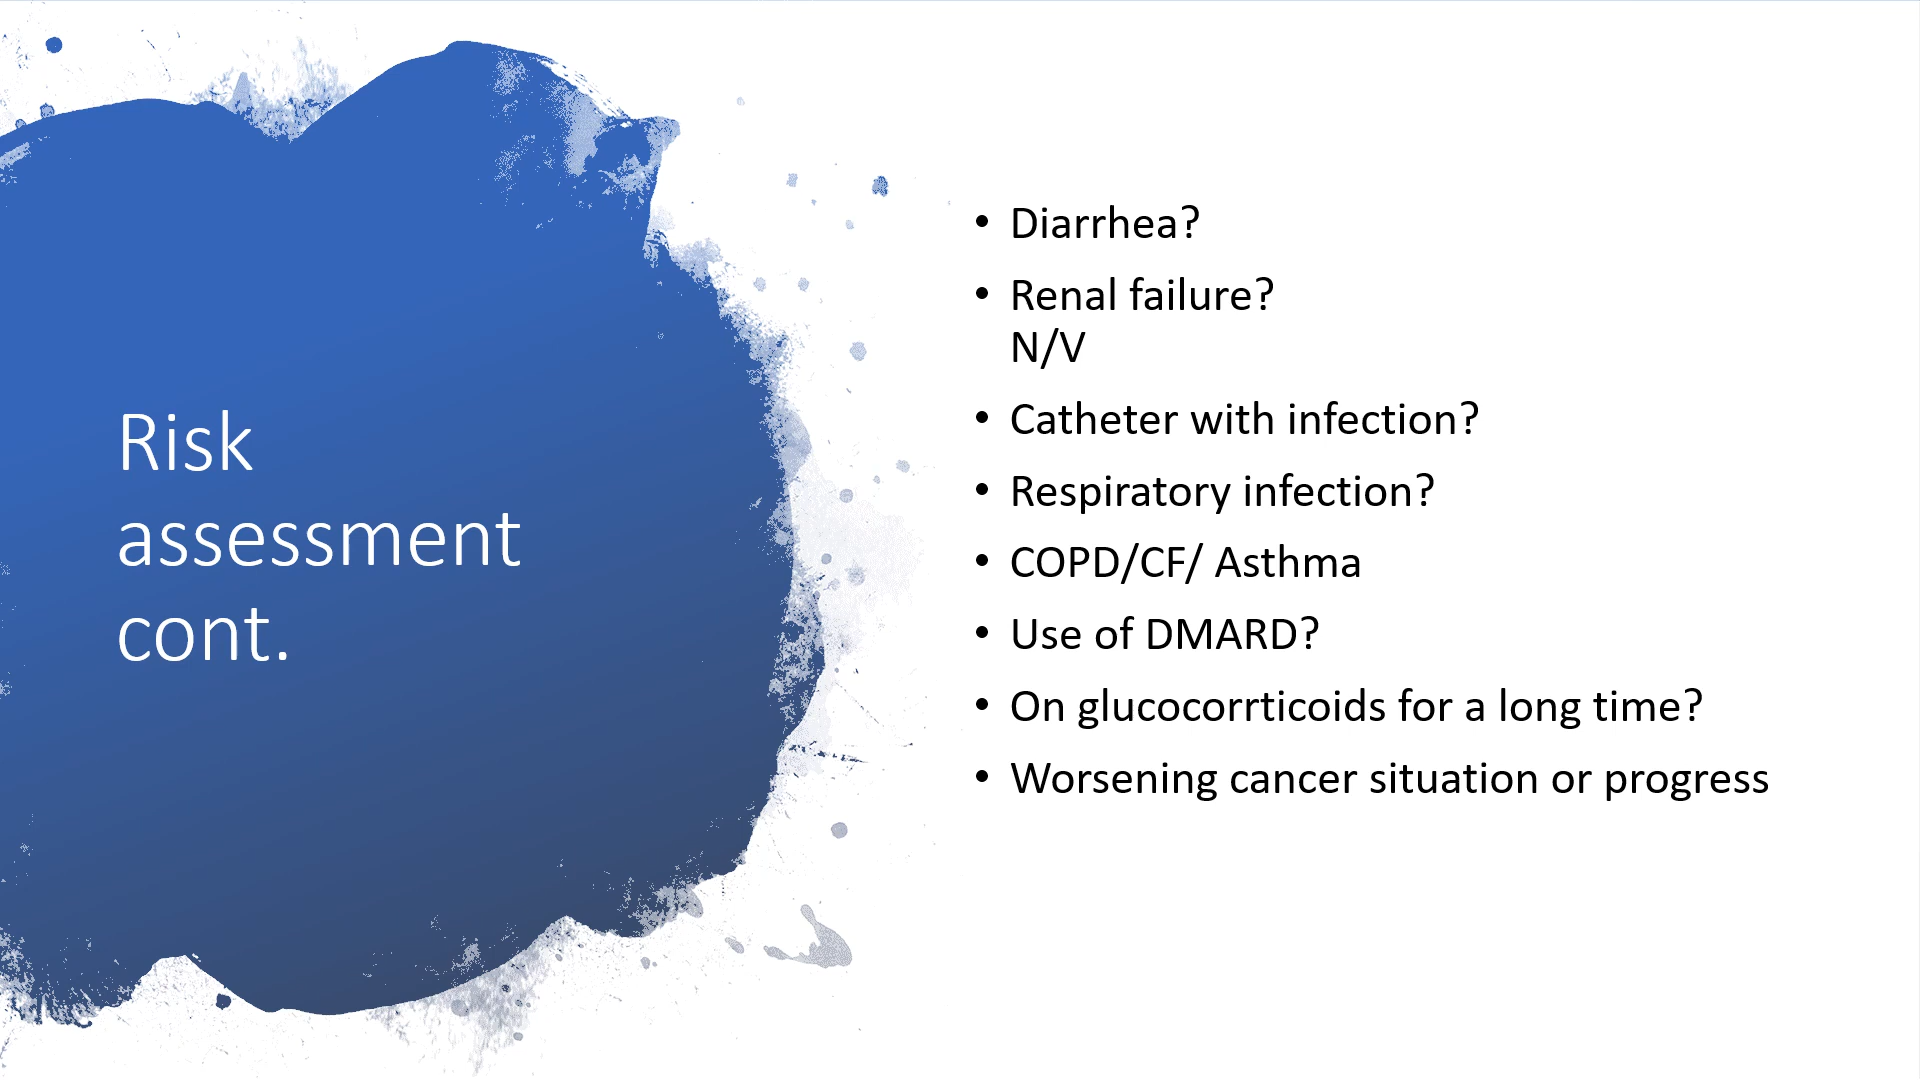 Risk
assessment
cont.
• Diarrhea?
• Renal failure?
N/V
• Catheter with infection?
• Respiratory infection?
• COPD/CF/ Asthma
• Use of DMARD?
• On glucocorrticoids for a long time?
• Worsening cancer situation or progress